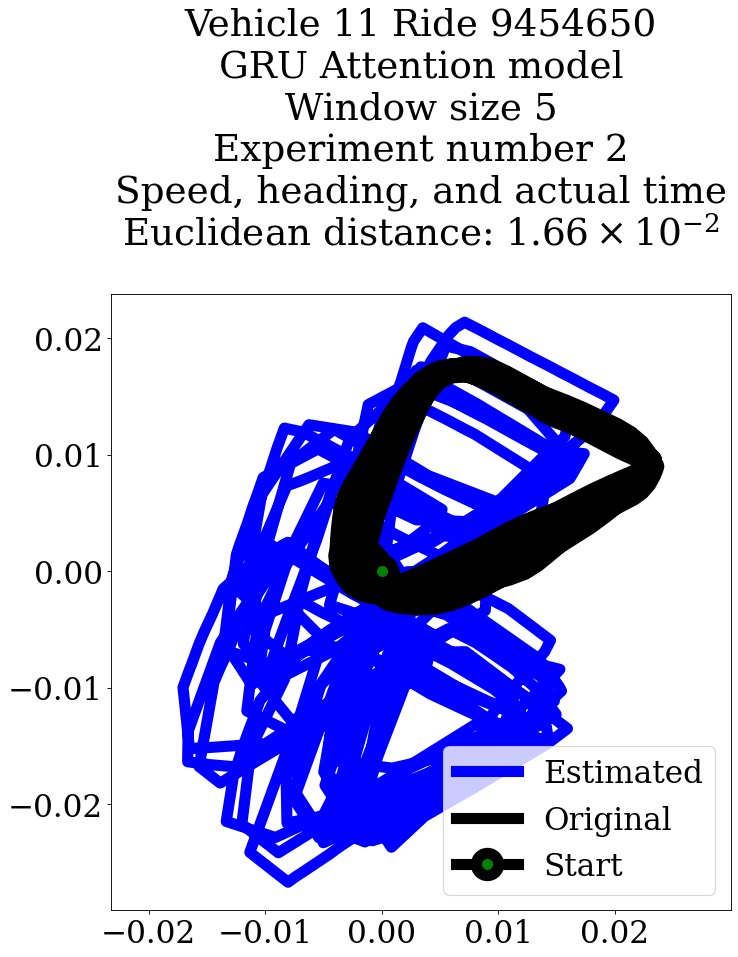 Vehicle 11 Ride 9454650
GRU Attention model
Window size 5
Experiment number 2
Speed, heading, and actual time
Euclidean distance: $1.66 \times 10^{-2}$
0.02
0.01
0.00
−0.01
−0.02
−0.02 −0.01 0.00 0.01 0.02
Estimated
Original
Start